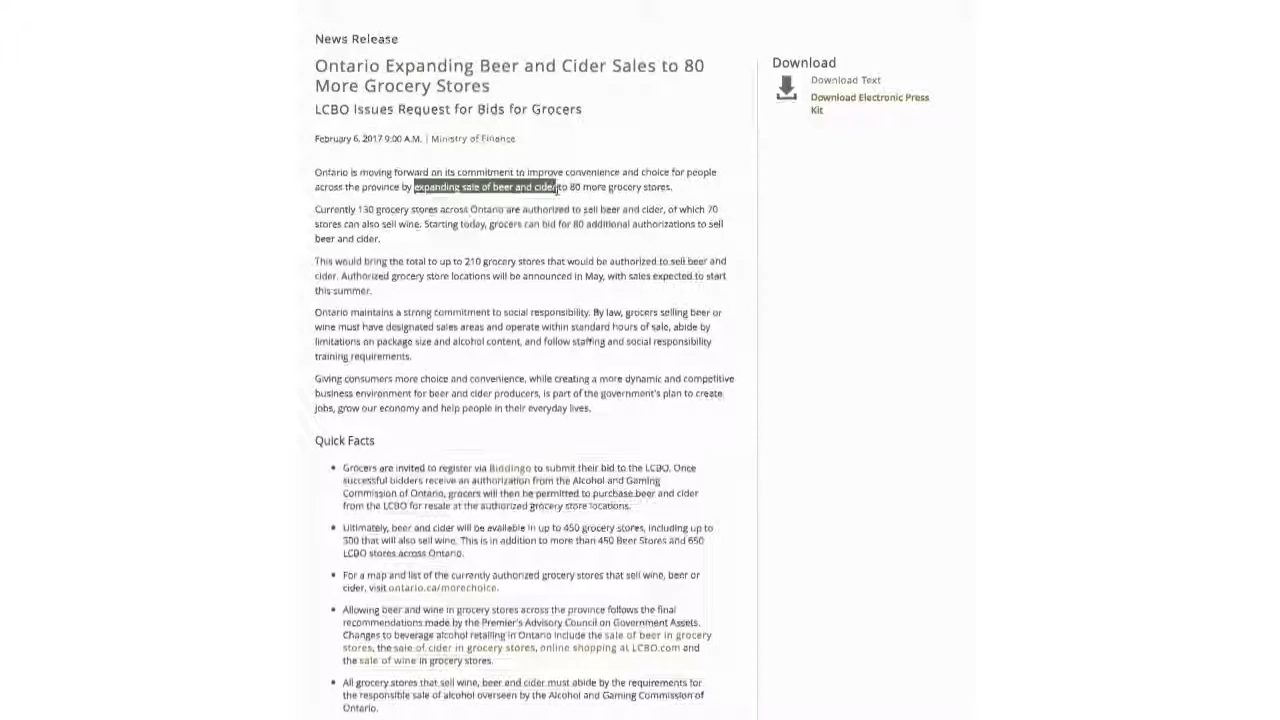 News Release
Ontario Expanding Beer and Cider Sales to 80
More Grocery Stores
LCBO Issues Request for Bids for Grocers
February 6, 2017 9:00 A.M. | Ministry of Finance
Ontario is moving forward on its commitment to improve convenience and choice for people
across the province by expanding sale of beer and cider to 80 more grocery stores.
Currently 130 grocery stores across Ontario are authorized to sell beer and cider, of which 70
stores can also sell wine. Starting today, grocers can bid for 80 additional authorizations to sell
beer and cider.
This would bring the total to up to 210 grocery stores that would be authorized to sell beer and
cider. Authorized grocery store locations will be announced in May, with sales expected to start
this summer.
Ontario maintains a strong commitment to social responsibility. By law, grocers selling beer or
wine must have designated sales areas and operate within standard hours of sale, abide by
limitations on package size and alcohol content, and follow staffing and social responsibility
training requirements.
Giving consumers more choice and convenience, while creating a more dynamic and competitive
business environment for beer and cider producers, is part of the government's plan to create
jobs, grow our economy and help people in their everyday lives.
Quick Facts
• Grocers are invited to register via Biddingo to submit their bid to the LCBO. Once
successful bidders receive an authorization from the Alcohol and Gaming
Commission of Ontario, grocers will then be permitted to purchase beer and cider
from the LCBO for resale at the authorized grocery store locations.
• Ultimately, beer and cider will be available in up to 450 grocery stores, including up to
300 that will also sell wine. This is in addition to more than 450 Beer Stores and 650
LCBO stores across Ontario.
• For a map and list of the currently authorized grocery stores that sell wine, beer or
cider, visit ontario.ca/morechoice.
• Allowing beer and wine in grocery stores across the province follows the final
recommendations made by the Premier's Advisory Council on Government Assets.
Changes to beverage alcohol retailing in Ontario include the sale of beer in grocery
stores, the sale of cider in grocery stores, online shopping at LCBO.com and
the sale of wine in grocery stores.
• All grocery stores that sell wine, beer and cider must abide by the requirements for
the responsible sale of alcohol overseen by the Alcohol and Gaming Commission of
Ontario.
Download
Download Text
Download Electronic Press
Kit